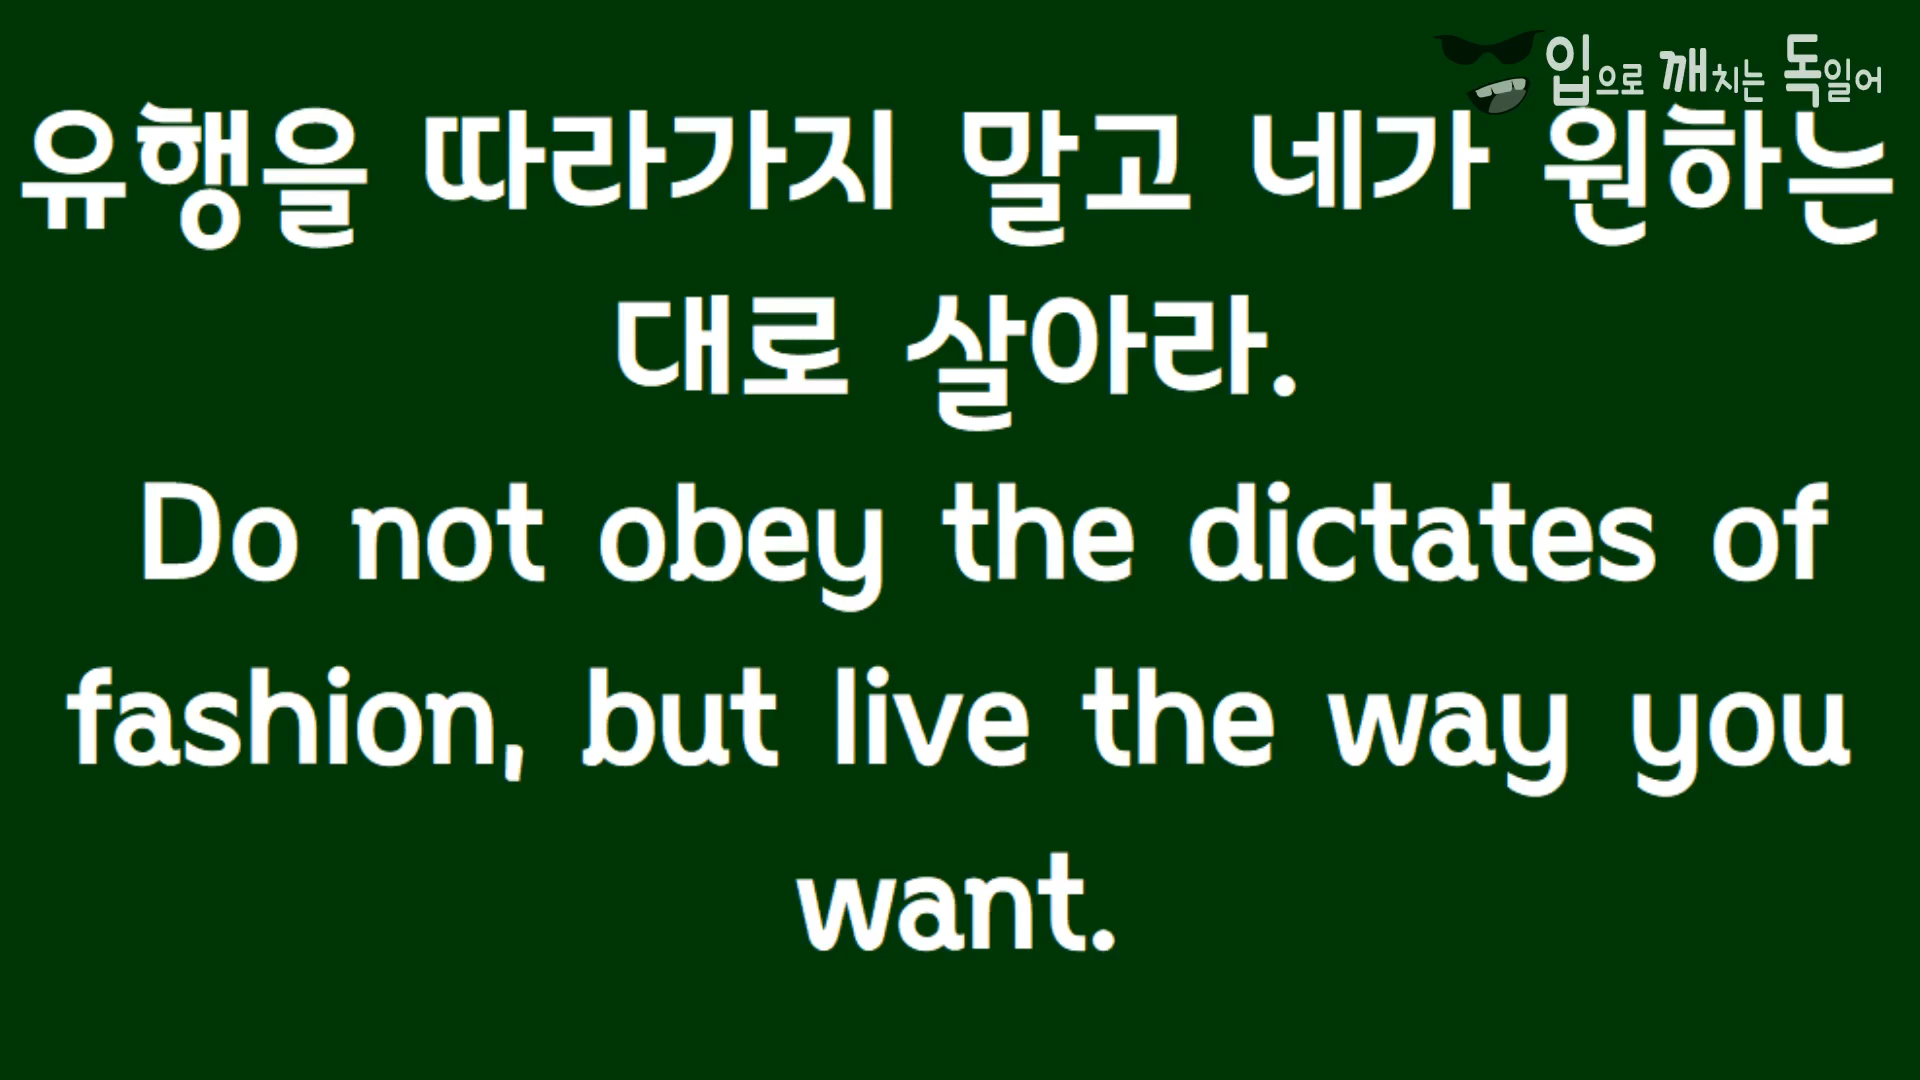 입으로 깨치는 독일어
유행을 따라가지 말고 네가 원하는
대로 살아라.
Do not obey the dictates of
fashion, but live the way you
want.